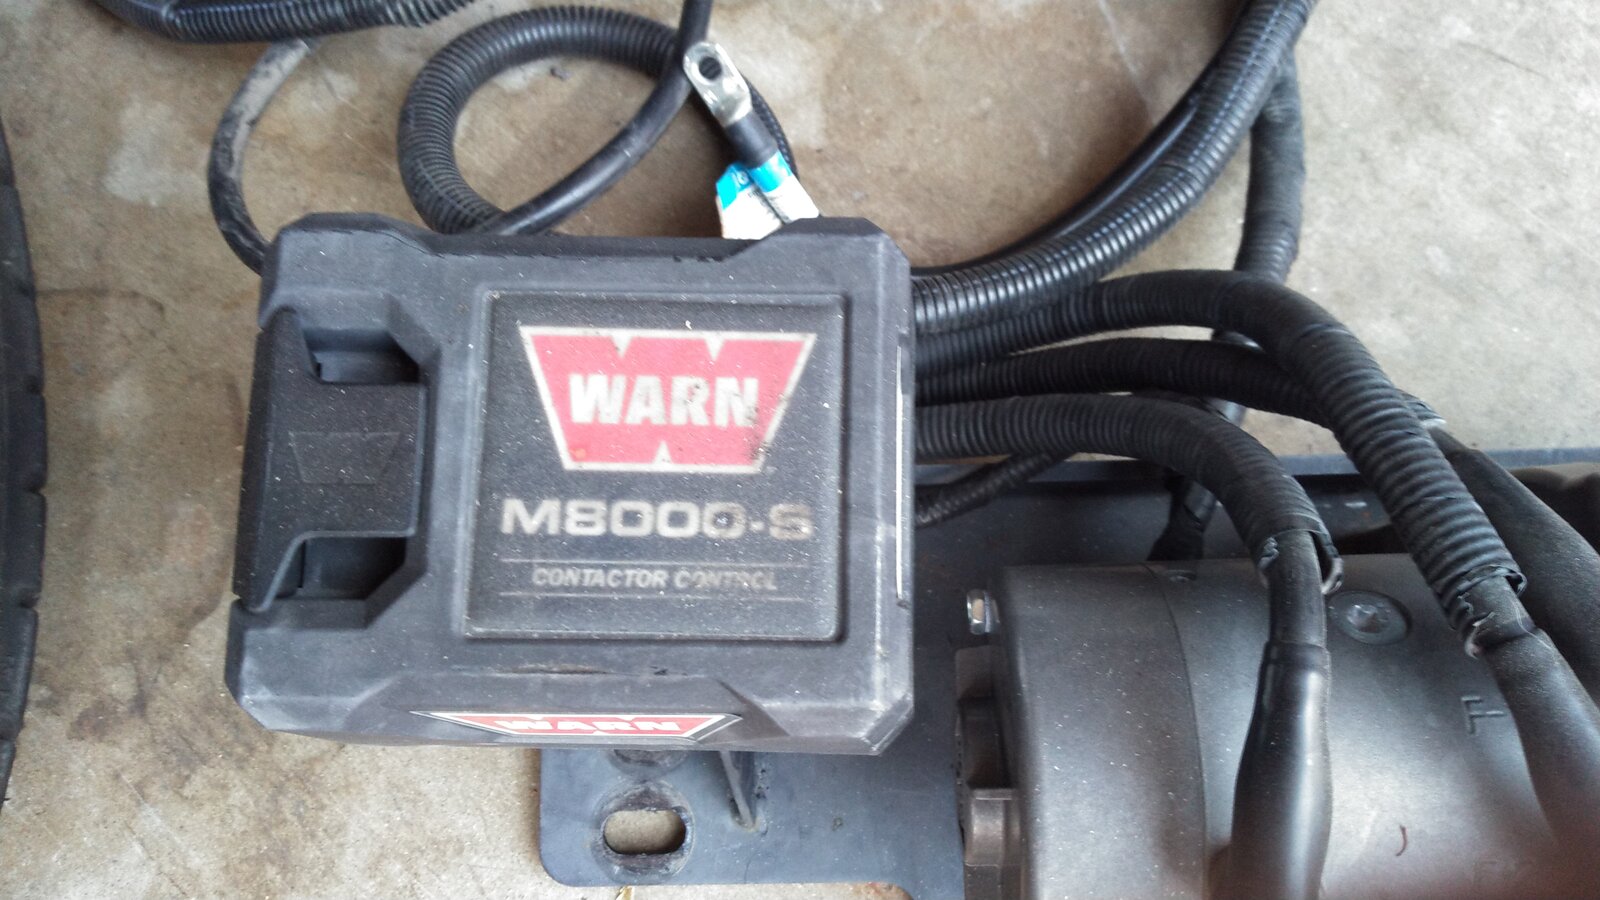 WARN
M8000-S
CONTACTOR CONTROL
WARN